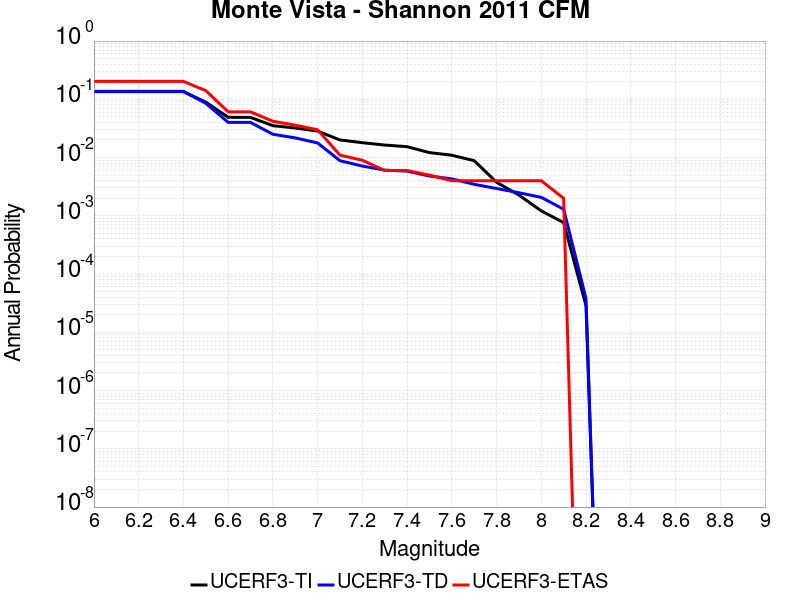 Monte Vista - Shannon 2011 CFM
10^0
10^-1
10^-2
10^-3
10^-4
10^-5
10^-6
10^-7
10^-8
Annual Probability
6 6.2 6.4 6.6 6.8 7 7.2 7.4 7.6 7.8 8 8.2 8.4 8.6 8.8 9
Magnitude
UCERF3-TI UCERF3-TD UCERF3-ETAS